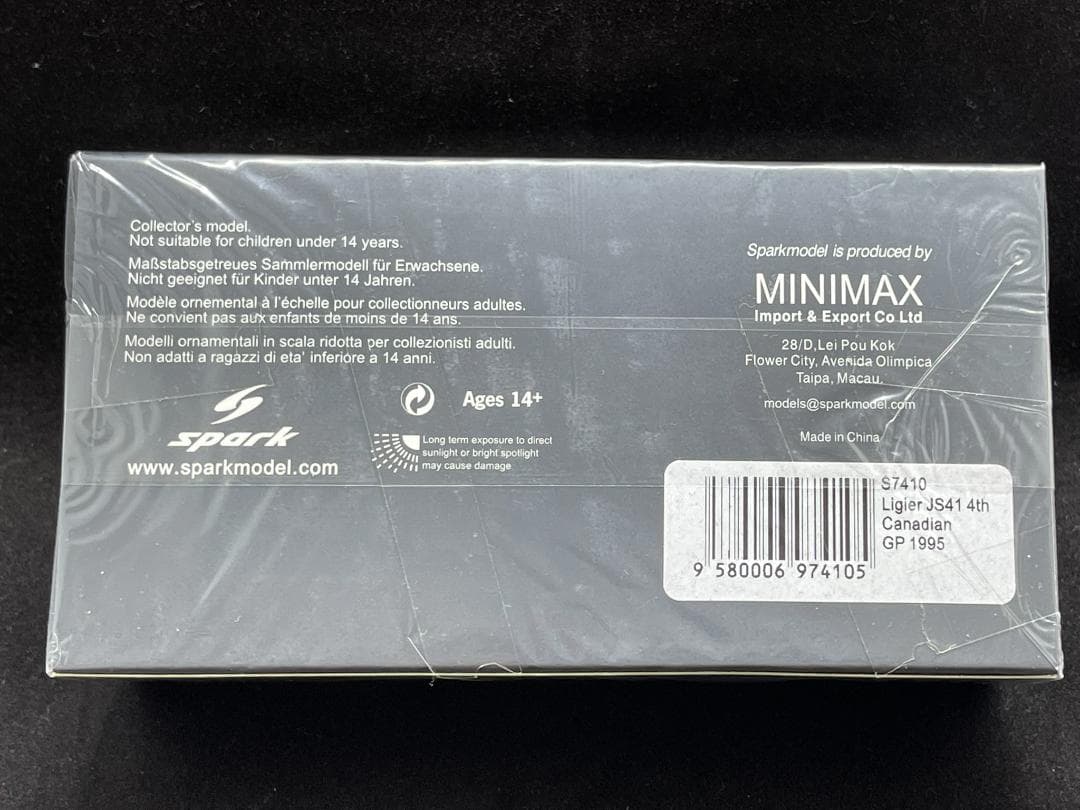 Collector's model.
Not suitable for children under 14 years.
Maßstabsgetreues Sammlermodell für Erwachsene.
Nicht geeignet für Kinder unter 14 Jahren.
Modèle ornemental à l'échelle pour collectionneurs adultes.
Ne convient pas aux enfants de moins de 14 ans.
Modelli ornamentali in scala ridotta per collezionisti adulti.
Non adatti a ragazzi di eta' inferiore a 14 anni.
spark
www.sparkmodel.com
Ages 14+
Long term exposure to direct
sunlight or bright spotlight
may cause damage
Sparkmodel is produced by
MINIMAX
Import & Export Co Ltd
28/D,Lei Pou Kok
Flower City, Avenida Olimpica
Taipa, Macau.
models@sparkmodel.com
Made in China
S7410
Ligier JS41 4th
Canadian
GP 1995
9 580006 974105